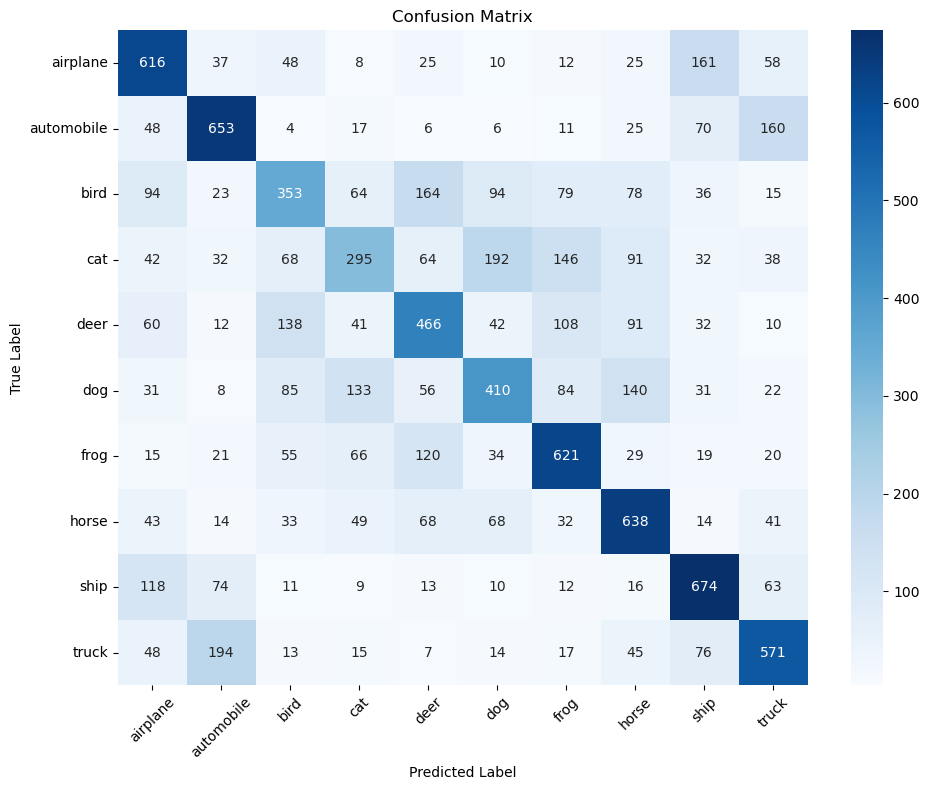 Confusion Matrix
airplane 616 37 48 8 25 10 12 25 161 58
automobile 48 653 4 17 6 6 11 25 70 160
bird 94 23 353 64 164 94 79 78 36 15
cat 42 32 68 295 64 192 146 91 32 38
deer 60 12 138 41 466 42 108 91 32 10
dog 31 8 85 133 56 410 84 140 31 22
frog 15 21 55 66 120 34 621 29 19 20
horse 43 14 33 49 68 68 32 638 14 41
ship 118 74 11 9 13 10 12 16 674 63
truck 48 194 13 15 7 14 17 45 76 571
airplane automobile bird cat deer dog frog horse ship truck
Predicted Label
True Label
600
500
400
300
200
100